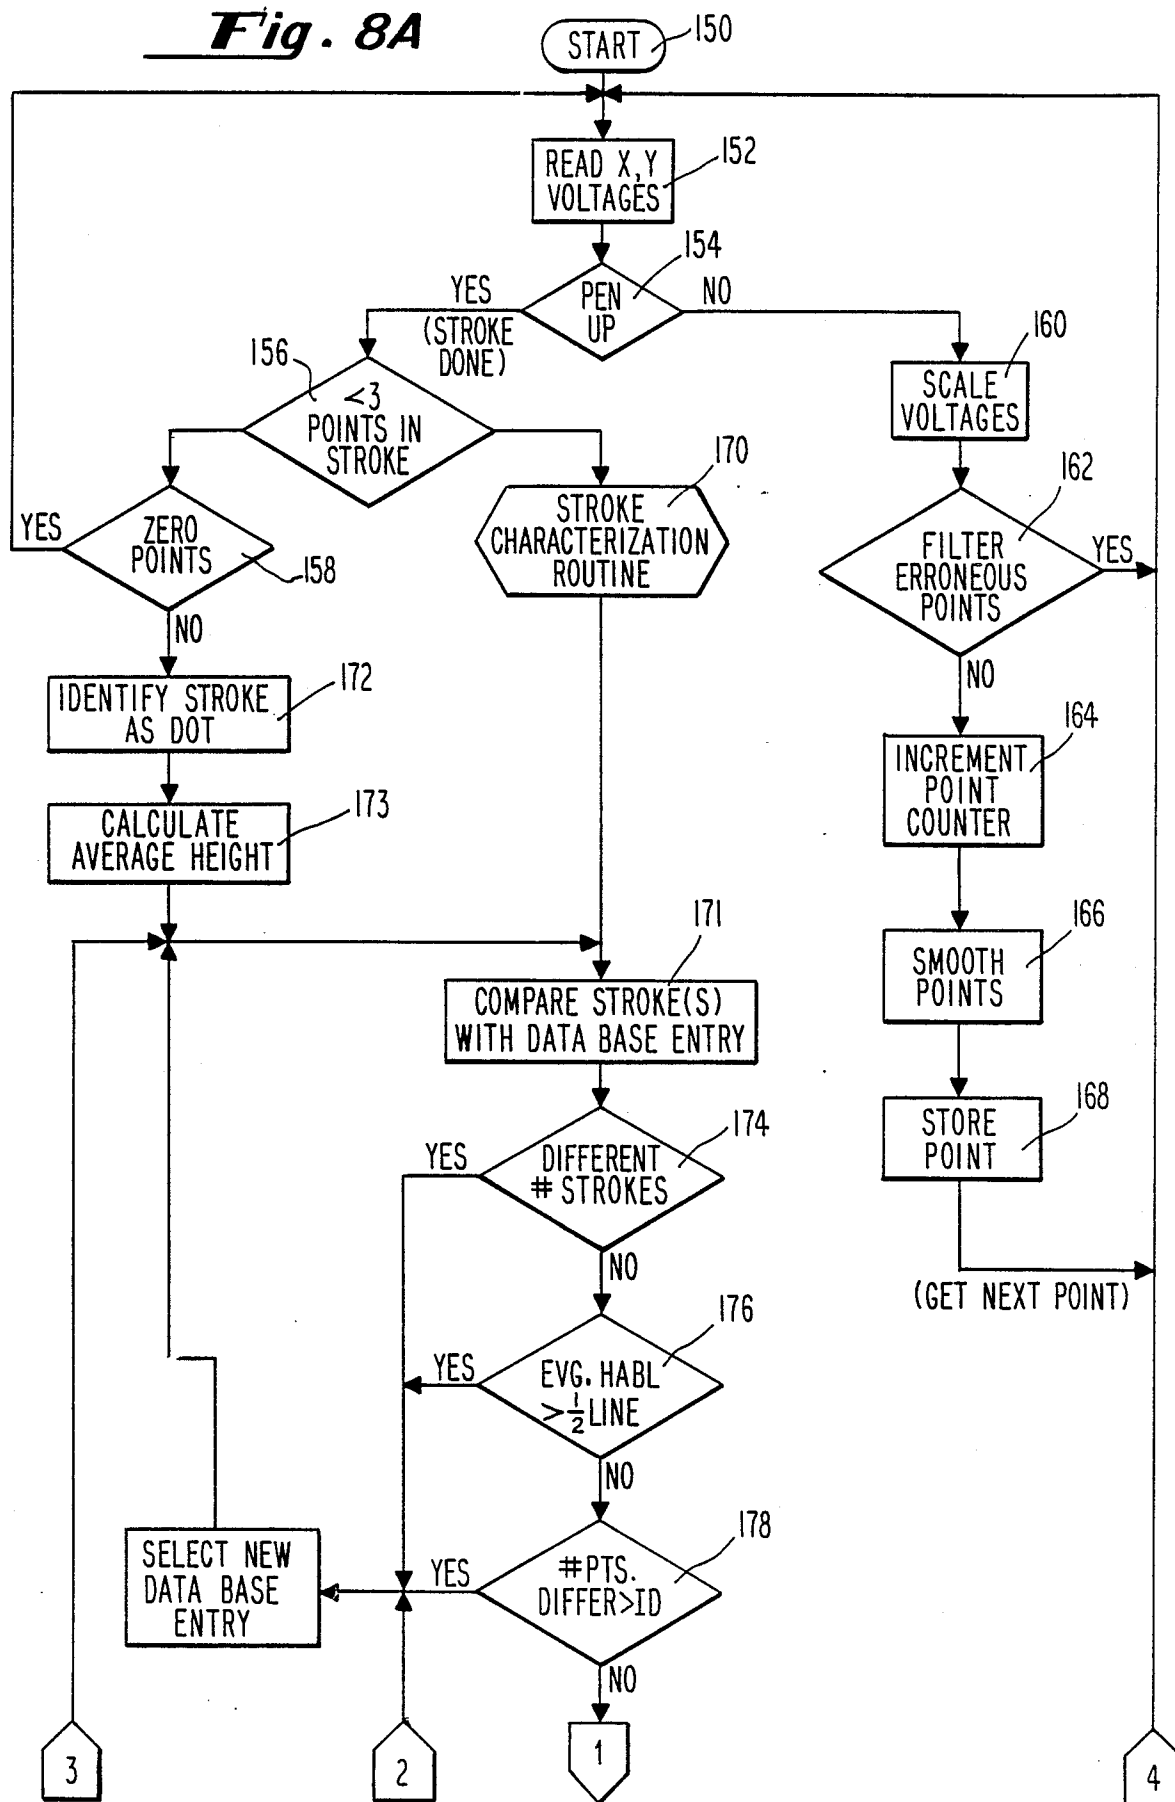 Fig. 8A
START
150
READ X,Y
VOLTAGES
152
PEN
UP
154
YES
(STROKE
DONE)
NO
<3
POINTS IN
STROKE
156
SCALE
VOLTAGES
160
ZERO
POINTS
158
YES
NO
STROKE
CHARACTERIZATION
ROUTINE
170
FILTER
ERRONEOUS
POINTS
162
YES
NO
IDENTIFY STROKE
AS DOT
172
INCREMENT
POINT
COUNTER
164
CALCULATE
AVERAGE HEIGHT
173
SMOOTH
POINTS
166
COMPARE STROKE(S)
WITH DATA BASE ENTRY
171
STORE
POINT
168
(GET NEXT POINT)
DIFFERENT
# STROKES
174
YES
NO
EVG. HABL
>1/2 LINE
176
YES
NO
#PTS.
DIFFER>ID
178
YES
NO
SELECT NEW
DATA BASE
ENTRY
3
2
1
4